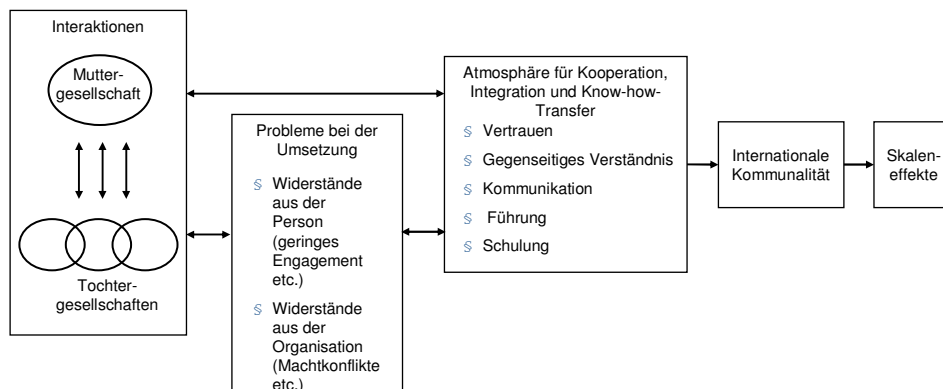 Interaktionen
Mutter-
gesellschaft
Tochter-
gesellschaften
Probleme bei der
Umsetzung
§ Widerstände
aus der
Person
(geringes
Engagement
etc.)
§ Widerstände
aus der
Organisation
(Machtkonflikte
etc.)
Atmosphäre für Kooperation,
Integration und Know-how-
Transfer
§ Vertrauen
§ Gegenseitiges Verständnis
§ Kommunikation
§ Führung
§ Schulung
Internationale
Kommunalität
Skalen-
effekte